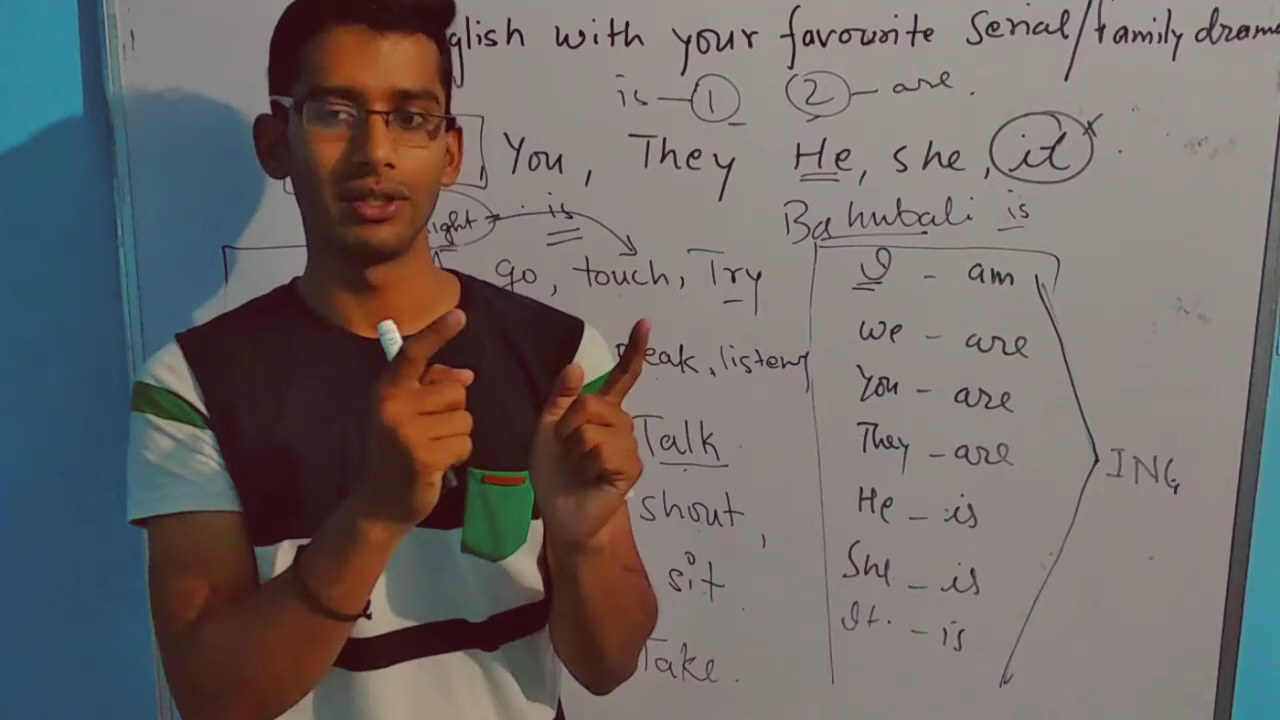 glish with your favourite Serial/family drama
is - 1 2 - are.
You, They He, she, it
ight is
Bahubali is
go, touch, Try
eak, listen
Talk
shout,
sit
Take.
I - am
we - are
You - are
They - are
He - is
She - is
It. - is
ING